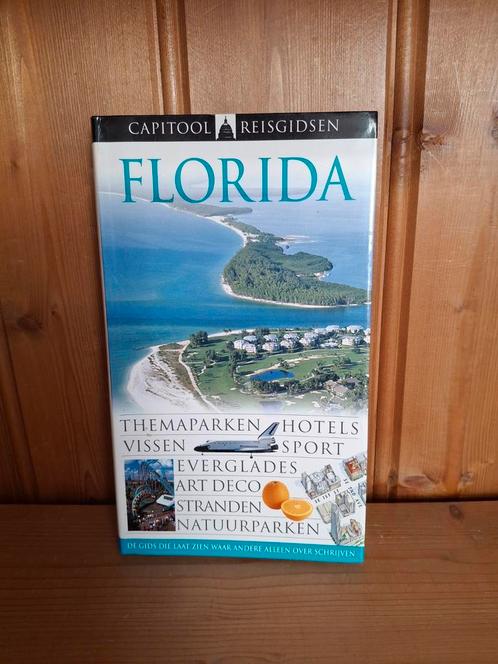 CAPITOOL REISGIDSEN
FLORIDA
THEMAPARKEN HOTELS
VISSEN SPORT
EVERGLADES
ART DECO
STRANDEN
NATUURPARKEN
DE GIDS DIE LAAT ZIEN WAAR ANDERE ALLEEN OVER SCHRIJVEN